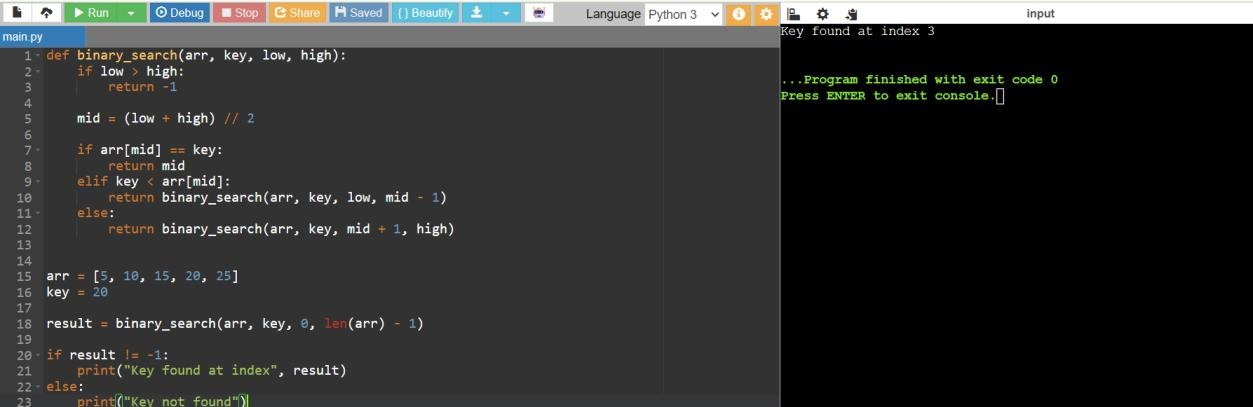 Run Debug Stop Share Saved { } Beautify Language Python 3 input
main.py
1 def binary_search(arr, key, low, high):
2     if low > high:
3         return -1
4
5     mid = (low + high) // 2
6
7     if arr[mid] == key:
8         return mid
9     elif key < arr[mid]:
10         return binary_search(arr, key, low, mid - 1)
11     else:
12         return binary_search(arr, key, mid + 1, high)
13
14
15 arr = [5, 10, 15, 20, 25]
16 key = 20
17
18 result = binary_search(arr, key, 0, len(arr) - 1)
19
20 if result != -1:
21     print("Key found at index", result)
22 else:
23     print("Key not found")
Key found at index 3
...Program finished with exit code 0
Press ENTER to exit console.